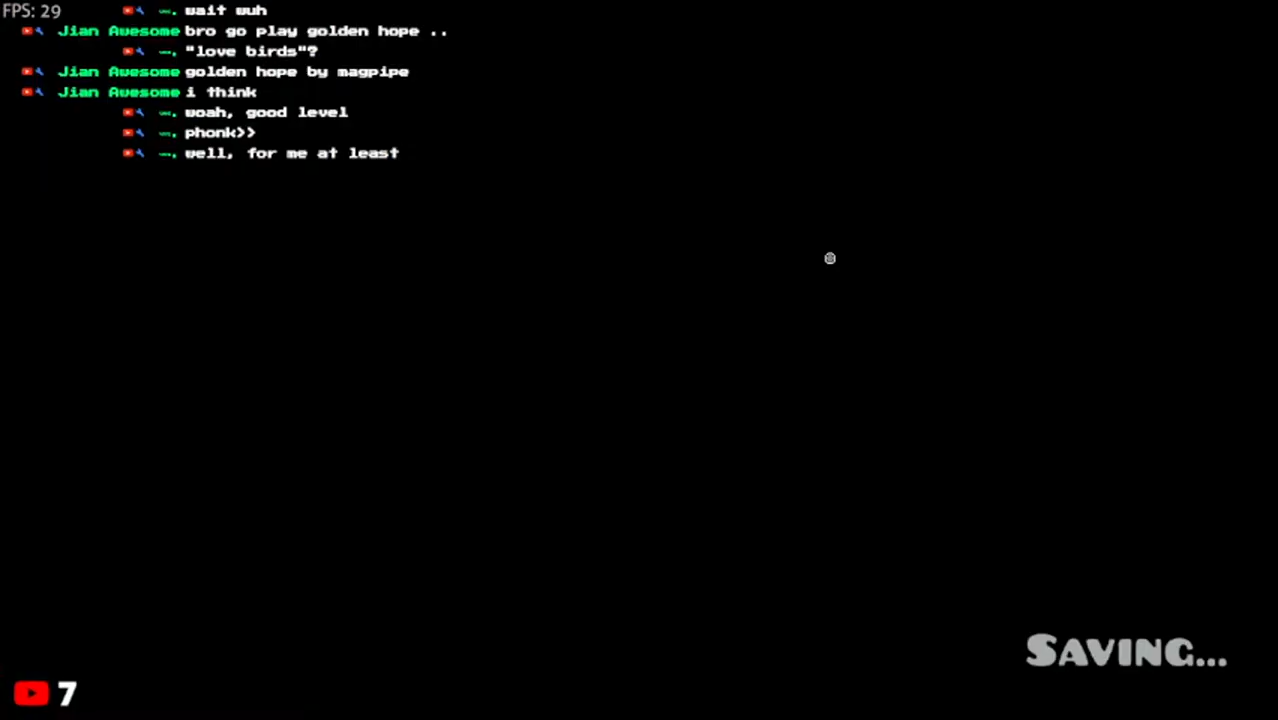 FPS: 29
wait wuh
Jian Awesome bro go play golden hope ..
"love birds"?
Jian Awesome golden hope by magpipe
Jian Awesome i think
woah, good level
phonk>>
well, for me at least
SAVING...
7